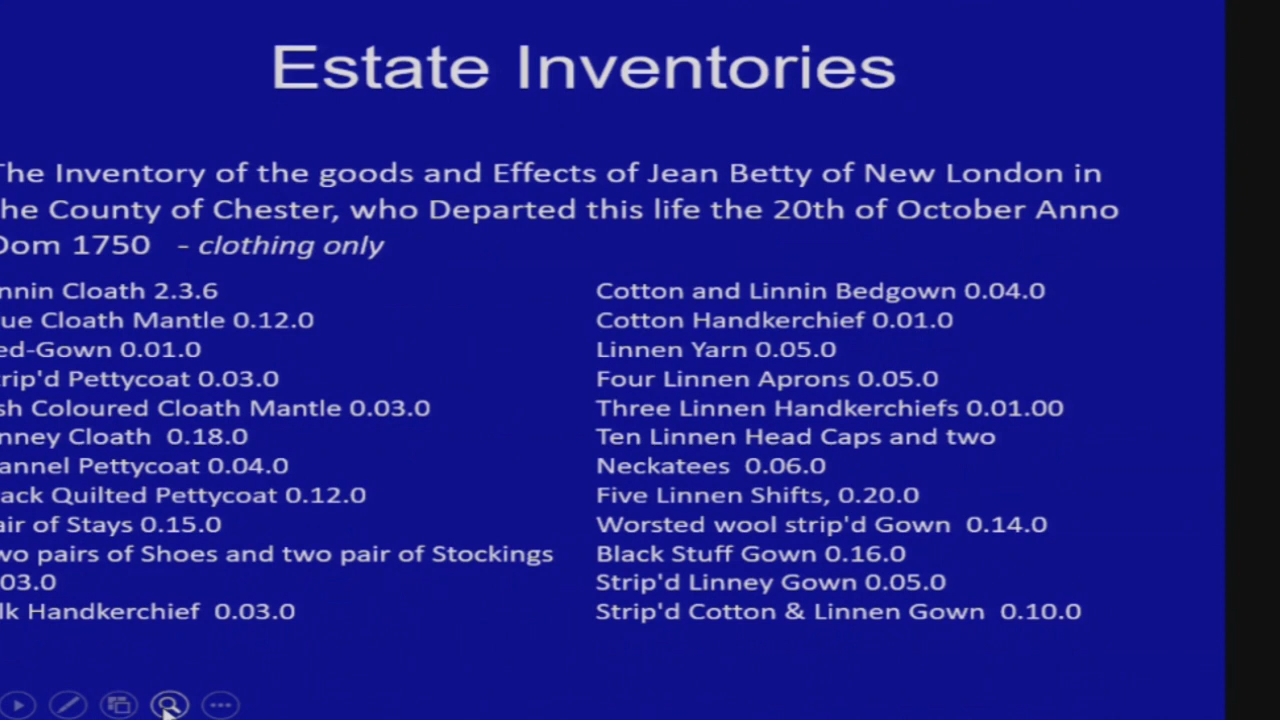 Estate Inventories
The Inventory of the goods and Effects of Jean Betty of New London in
he County of Chester, who Departed this life the 20th of October Anno
Dom 1750 - clothing only
nnin Cloath 2.3.6
ue Cloath Mantle 0.12.0
ed-Gown 0.01.0
trip'd Pettycoat 0.03.0
sh Coloured Cloath Mantle 0.03.0
nney Cloath 0.18.0
annel Pettycoat 0.04.0
ack Quilted Pettycoat 0.12.0
air of Stays 0.15.0
wo pairs of Shoes and two pair of Stockings
03.0
lk Handkerchief 0.03.0
Cotton and Linnin Bedgown 0.04.0
Cotton Handkerchief 0.01.0
Linnen Yarn 0.05.0
Four Linnen Aprons 0.05.0
Three Linnen Handkerchiefs 0.01.00
Ten Linnen Head Caps and two
Neckatees 0.06.0
Five Linnen Shifts, 0.20.0
Worsted wool strip'd Gown 0.14.0
Black Stuff Gown 0.16.0
Strip'd Linney Gown 0.05.0
Strip'd Cotton & Linnen Gown 0.10.0